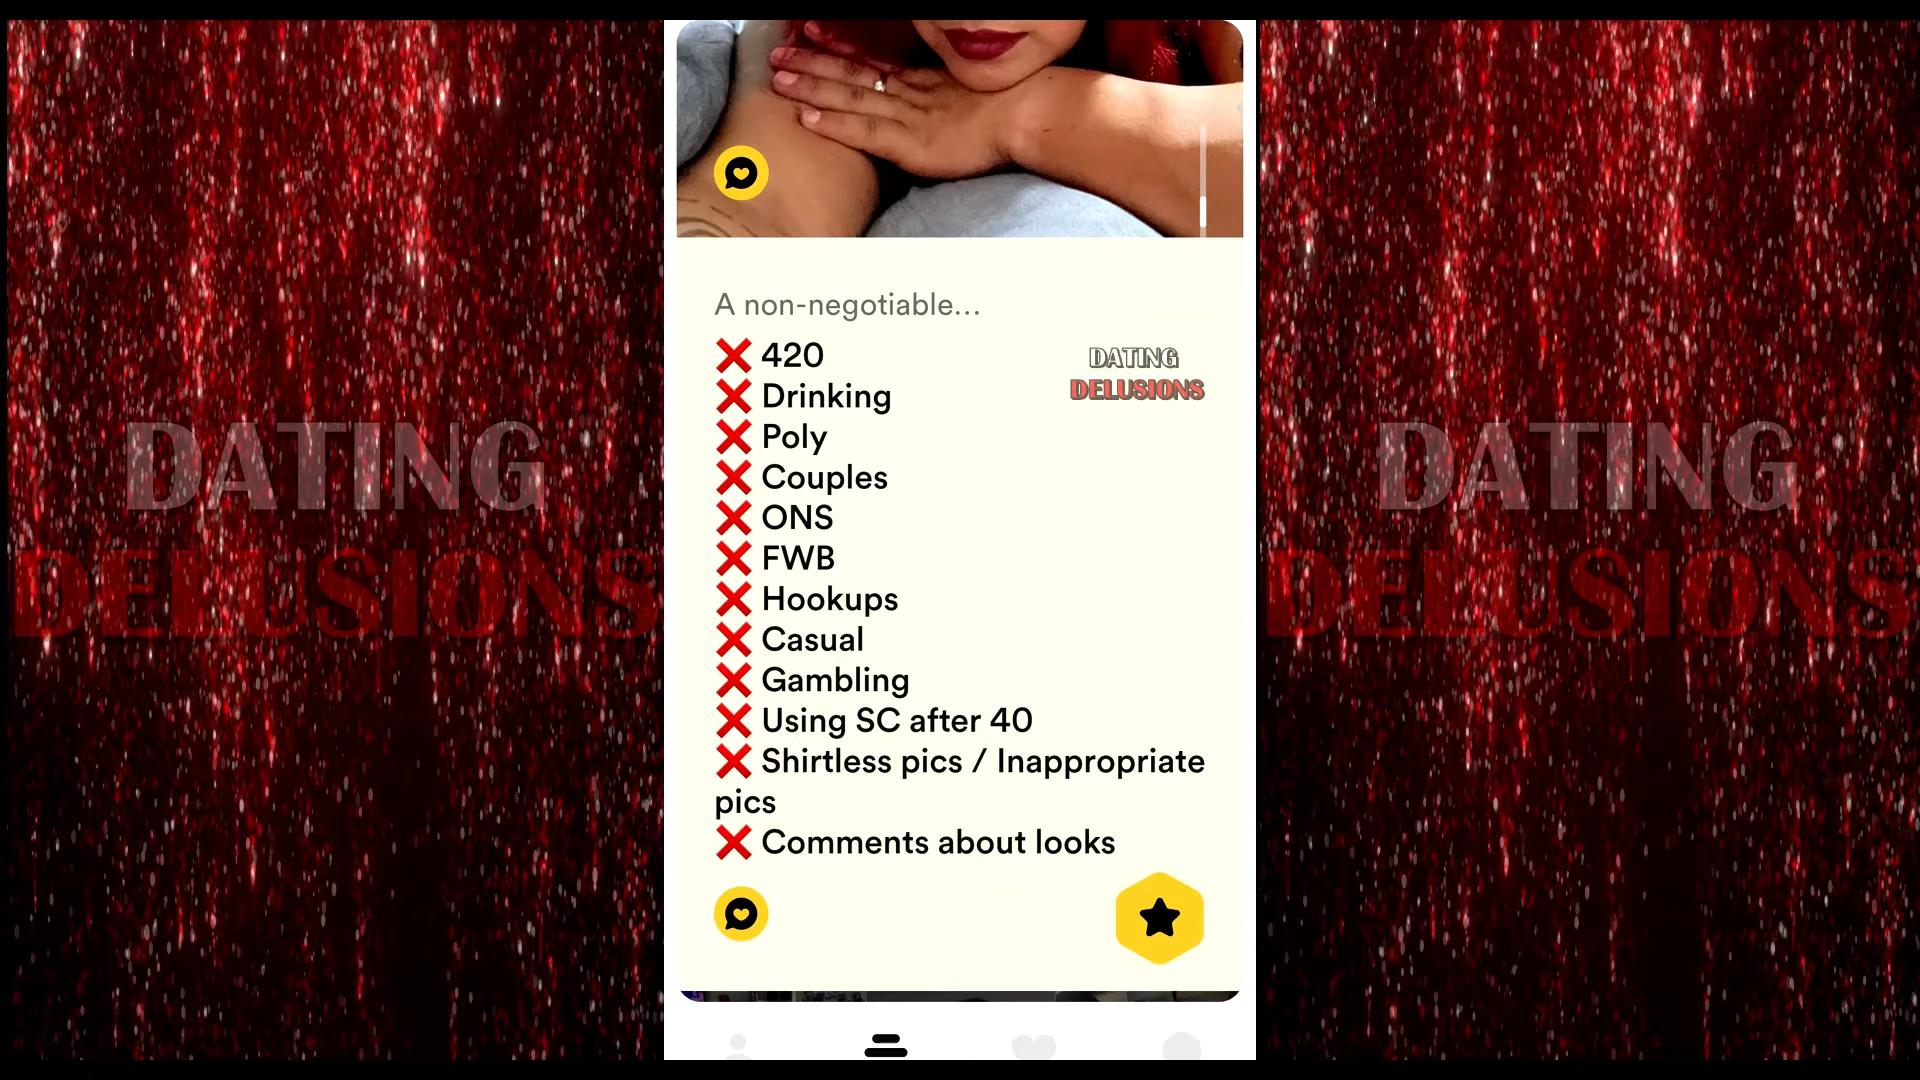 A non-negotiable...
❌ 420
❌ Drinking
❌ Poly
❌ Couples
❌ ONS
❌ FWB
❌ Hookups
❌ Casual
❌ Gambling
❌ Using SC after 40
❌ Shirtless pics / Inappropriate
pics
❌ Comments about looks
DATING
DELUSIONS
DATING
DELUSIONS
DATING
DELUSIONS